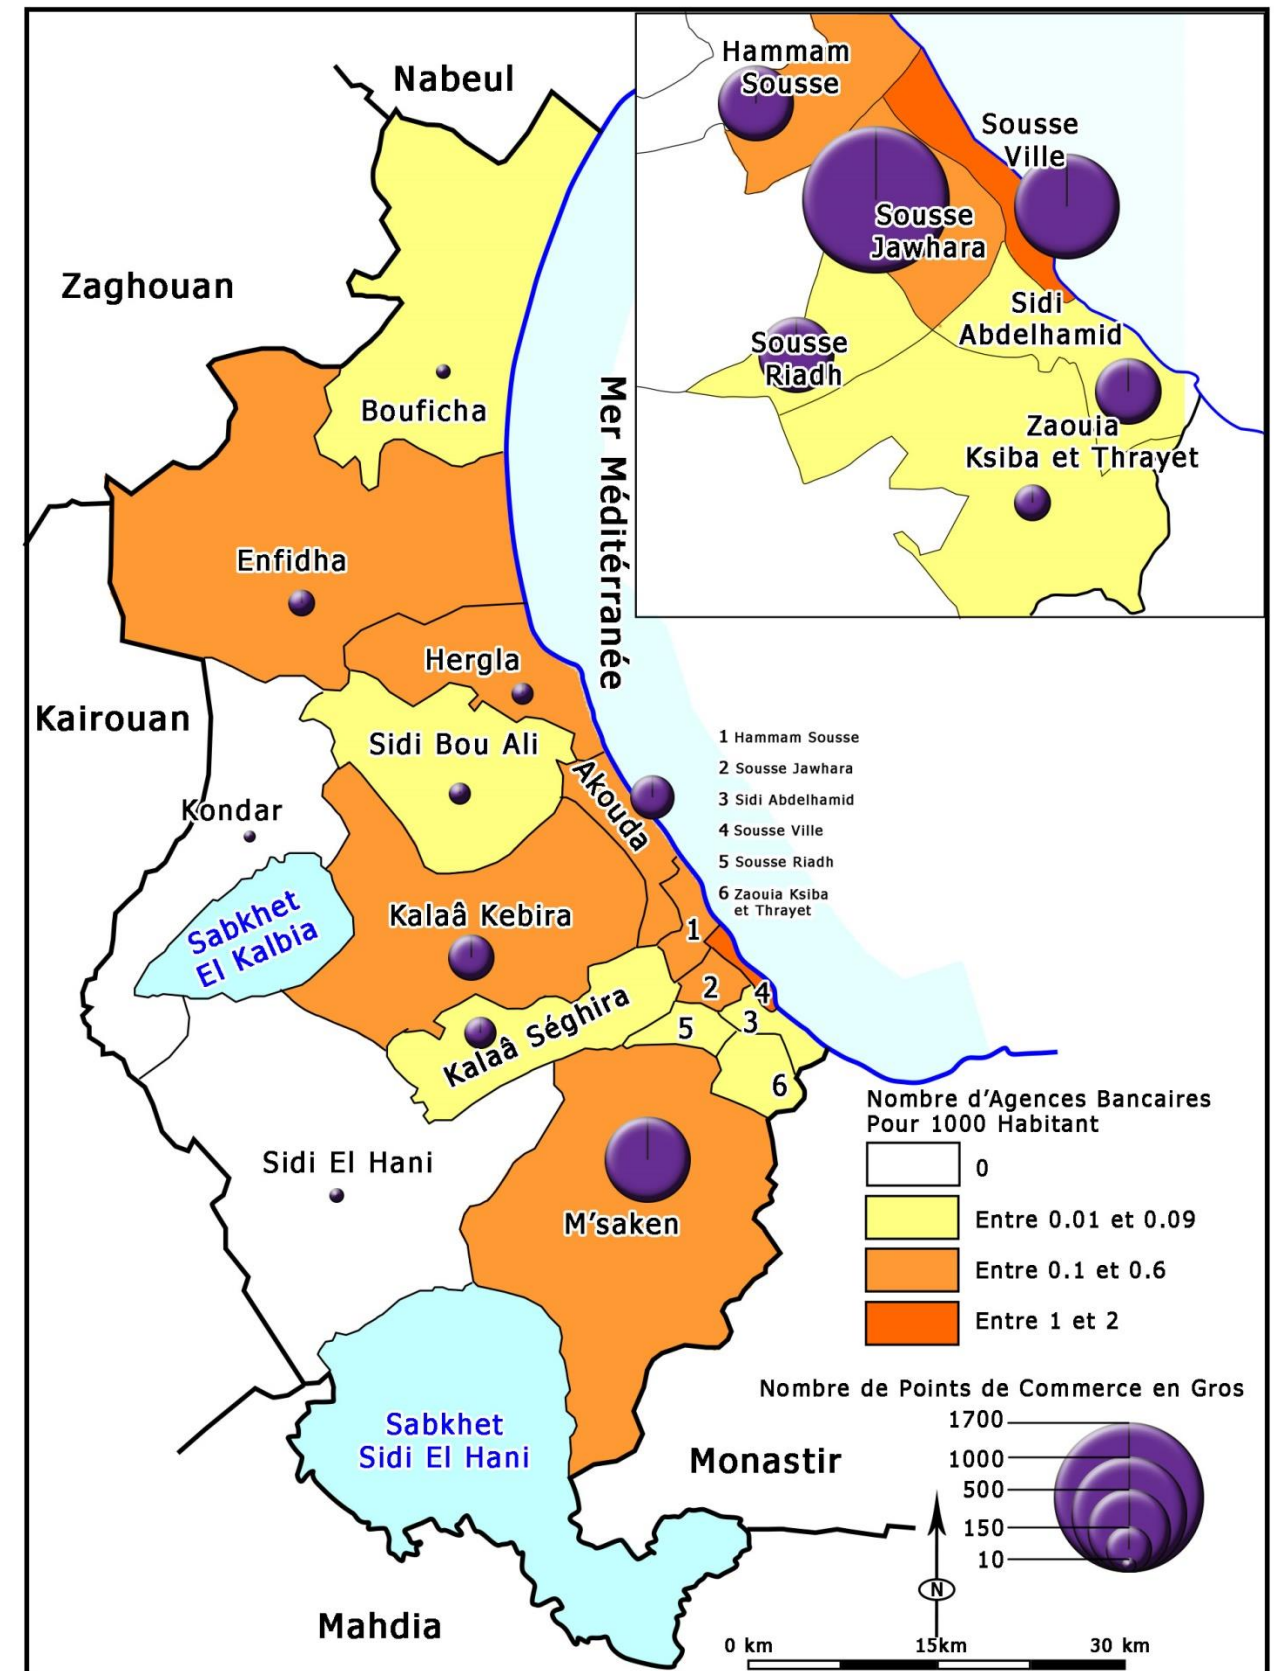 Nabeul
Hammam
Sousse
Sousse
Ville
Sousse
Jawhara
Sidi
Abdelhamid
Sousse
Riadh
Zaouia
Ksiba et Thrayet
Zaghouan
Bouficha
Mer Méditérranée
Enfidha
Hergla
Kairouan
Sidi Bou Ali
Akouda
1 Hammam Sousse
2 Sousse Jawhara
3 Sidi Abdelhamid
4 Sousse Ville
5 Sousse Riadh
6 Zaouia Ksiba
et Thrayet
Kondar
Sabkhet
El Kalbia
Kalaâ Kebira
1
2
4
3
5
6
Kalaâ Séghira
Sidi El Hani
M'saken
Nombre d'Agences Bancaires
Pour 1000 Habitant
0
Entre 0.01 et 0.09
Entre 0.1 et 0.6
Entre 1 et 2
Sabkhet
Sidi El Hani
Monastir
Mahdia
Nombre de Points de Commerce en Gros
1700
1000
500
150
10
N
0 km 15km 30 km